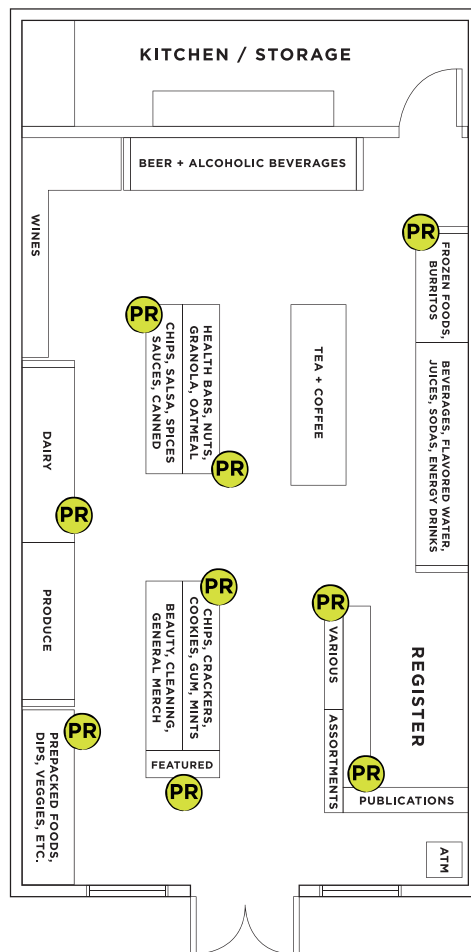 KITCHEN / STORAGE
BEER + ALCOHOLIC BEVERAGES
WINES
PR
FROZEN FOODS,
BURRITOS
PR
CHIPS, SALSA, SPICES
SAUCES, CANNED
HEALTH BARS, NUTS,
GRANOLA, OATMEAL
PR
TEA + COFFEE
BEVERAGES, FLAVORED WATER,
JUICES, SODAS, ENERGY DRINKS
DAIRY
PR
PRODUCE
PR
CHIPS, CRACKERS,
COOKIES, GUM, MINTS
BEAUTY, CLEANING,
GENERAL MERCH
FEATURED
PR
PR
VARIOUS
ASSORTMENTS
REGISTER
PR
PUBLICATIONS
PR
PREPACKED FOODS,
DIPS, VEGGIES, ETC.
ATM